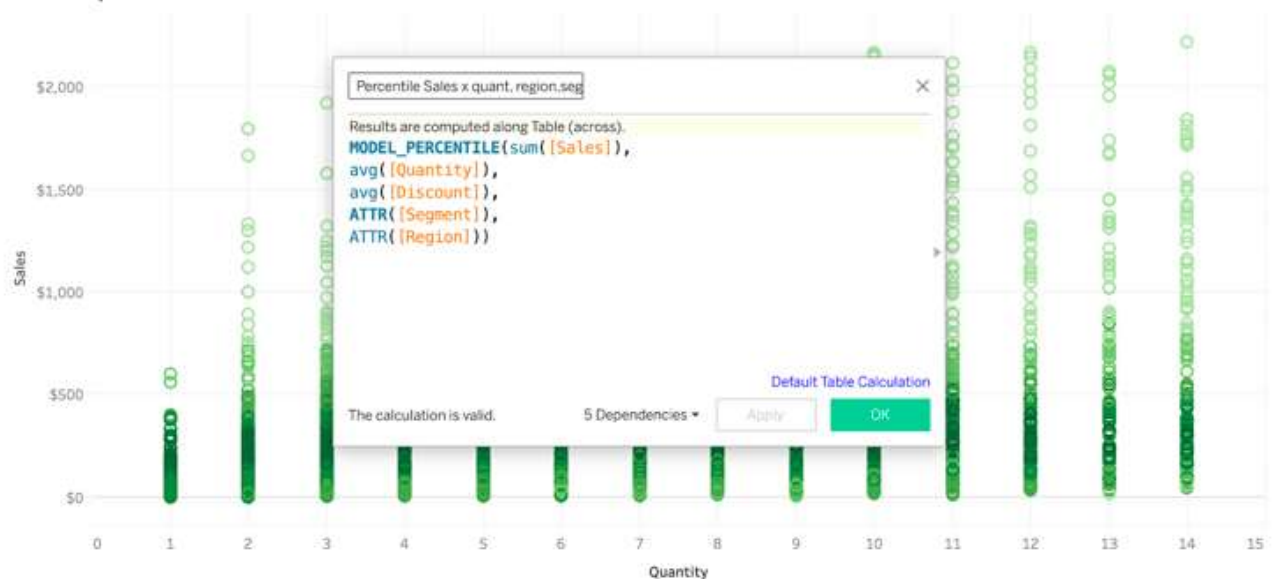 $2,000
$1,500
$1,000
$500
$0
Sales
Percentile Sales x quant, region,seg
Results are computed along Table (across).
MODEL_PERCENTILE(sum([Sales]),
avg([Quantity]),
avg([Discount]),
ATTR([Segment]),
ATTR([Region]))
Default Table Calculation
The calculation is valid. 5 Dependencies Apply OK
0 1 2 3 4 5 6 7 8 9 10 11 12 13 14 15
Quantity